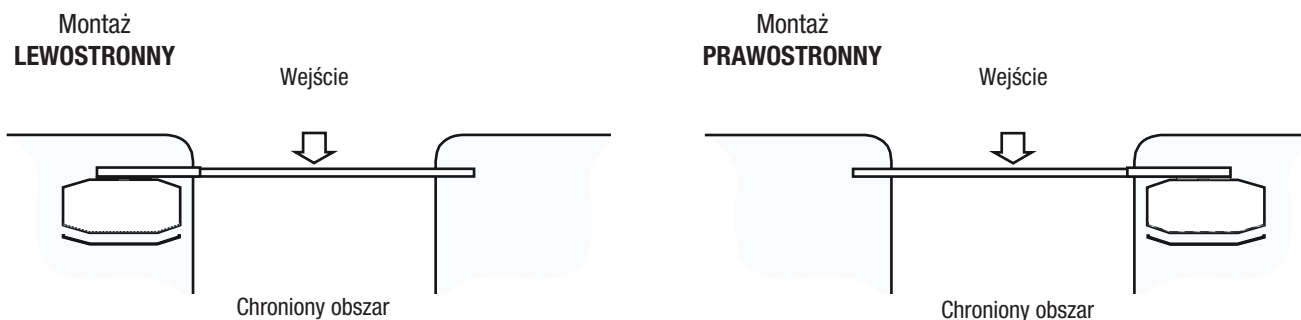 Montaż
LEWOSTRONNY
Wejście
Chroniony obszar
Montaż
PRAWOSTRONNY
Wejście
Chroniony obszar